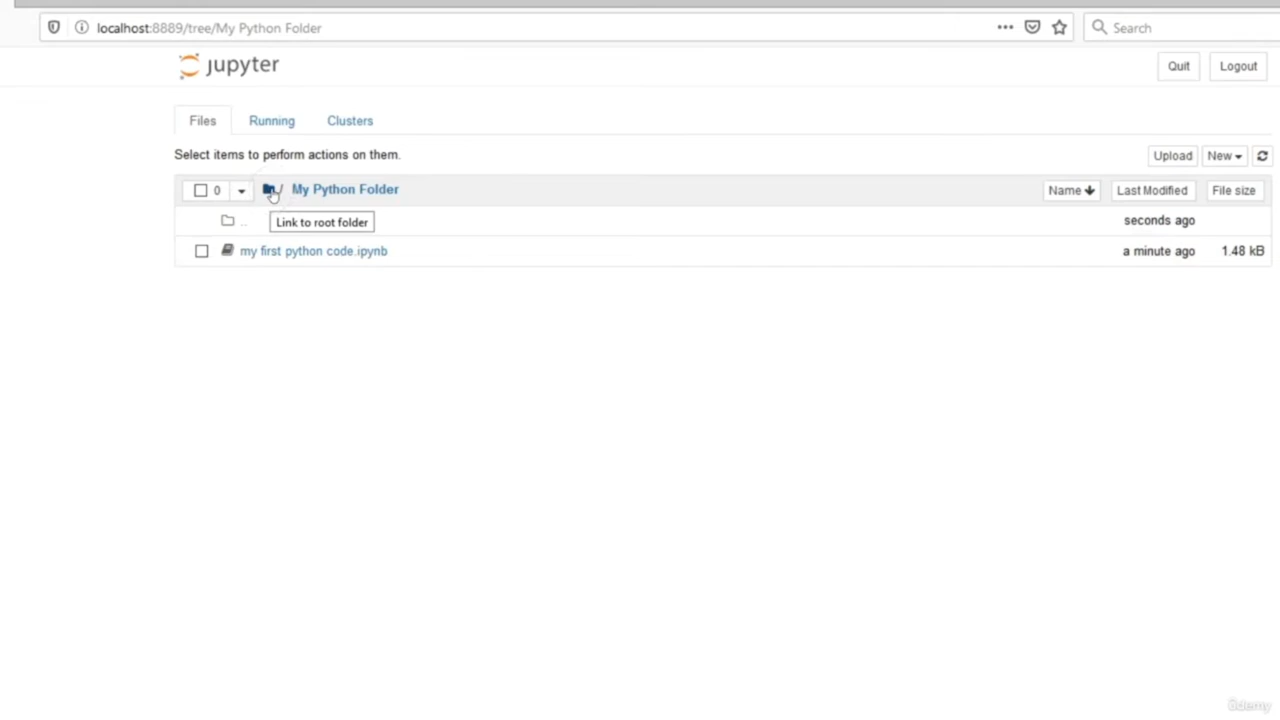 localhost:8889/tree/My Python Folder
Search
jupyter
Quit Logout
Files Running Clusters
Select items to perform actions on them.
Upload New
0 / My Python Folder Name Last Modified File size
.. seconds ago
Link to root folder
my first python code.ipynb a minute ago 1.48 kB
ûdemy